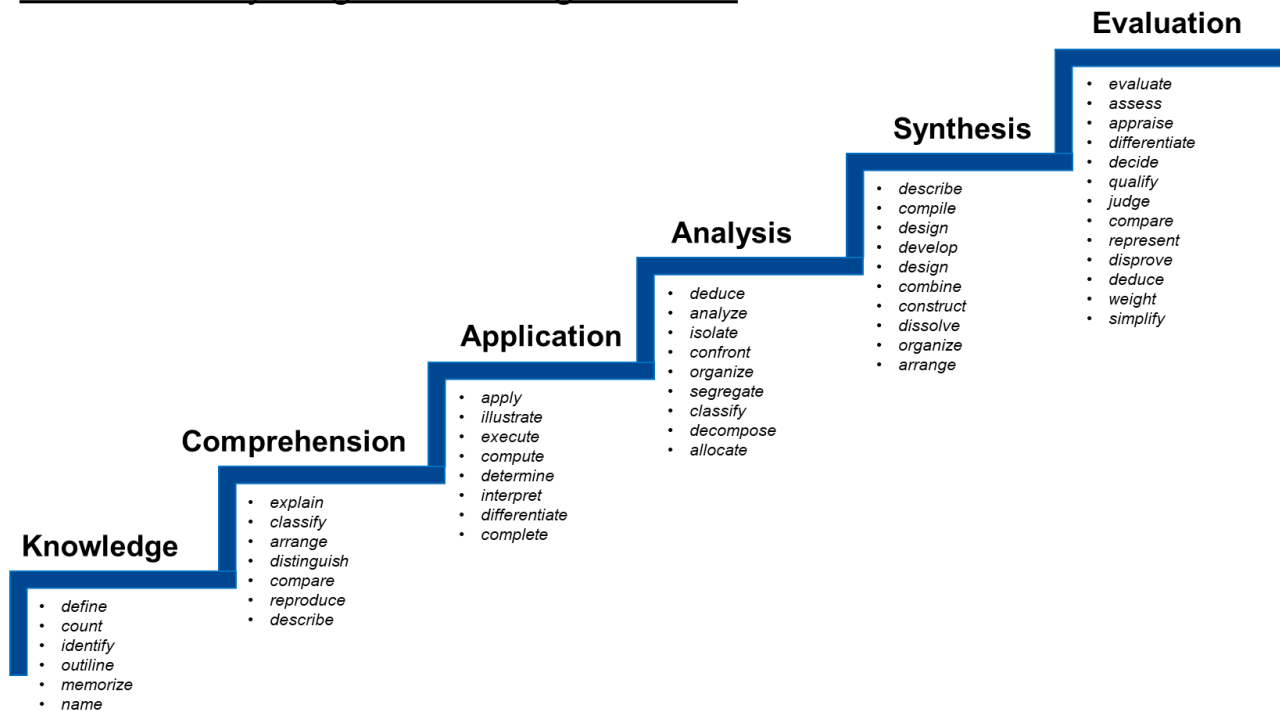 Evaluation
• evaluate
• assess
• appraise
• differentiate
• decide
• qualify
• judge
• compare
• represent
• disprove
• deduce
• weight
• simplify
Synthesis
• describe
• compile
• design
• develop
• design
• combine
• construct
• dissolve
• organize
• arrange
Analysis
• deduce
• analyze
• isolate
• confront
• organize
• segregate
• classify
• decompose
• allocate
Application
• apply
• illustrate
• execute
• compute
• determine
• interpret
• differentiate
• complete
Comprehension
• explain
• classify
• arrange
• distinguish
• compare
• reproduce
• describe
Knowledge
• define
• count
• identify
• outiline
• memorize
• name